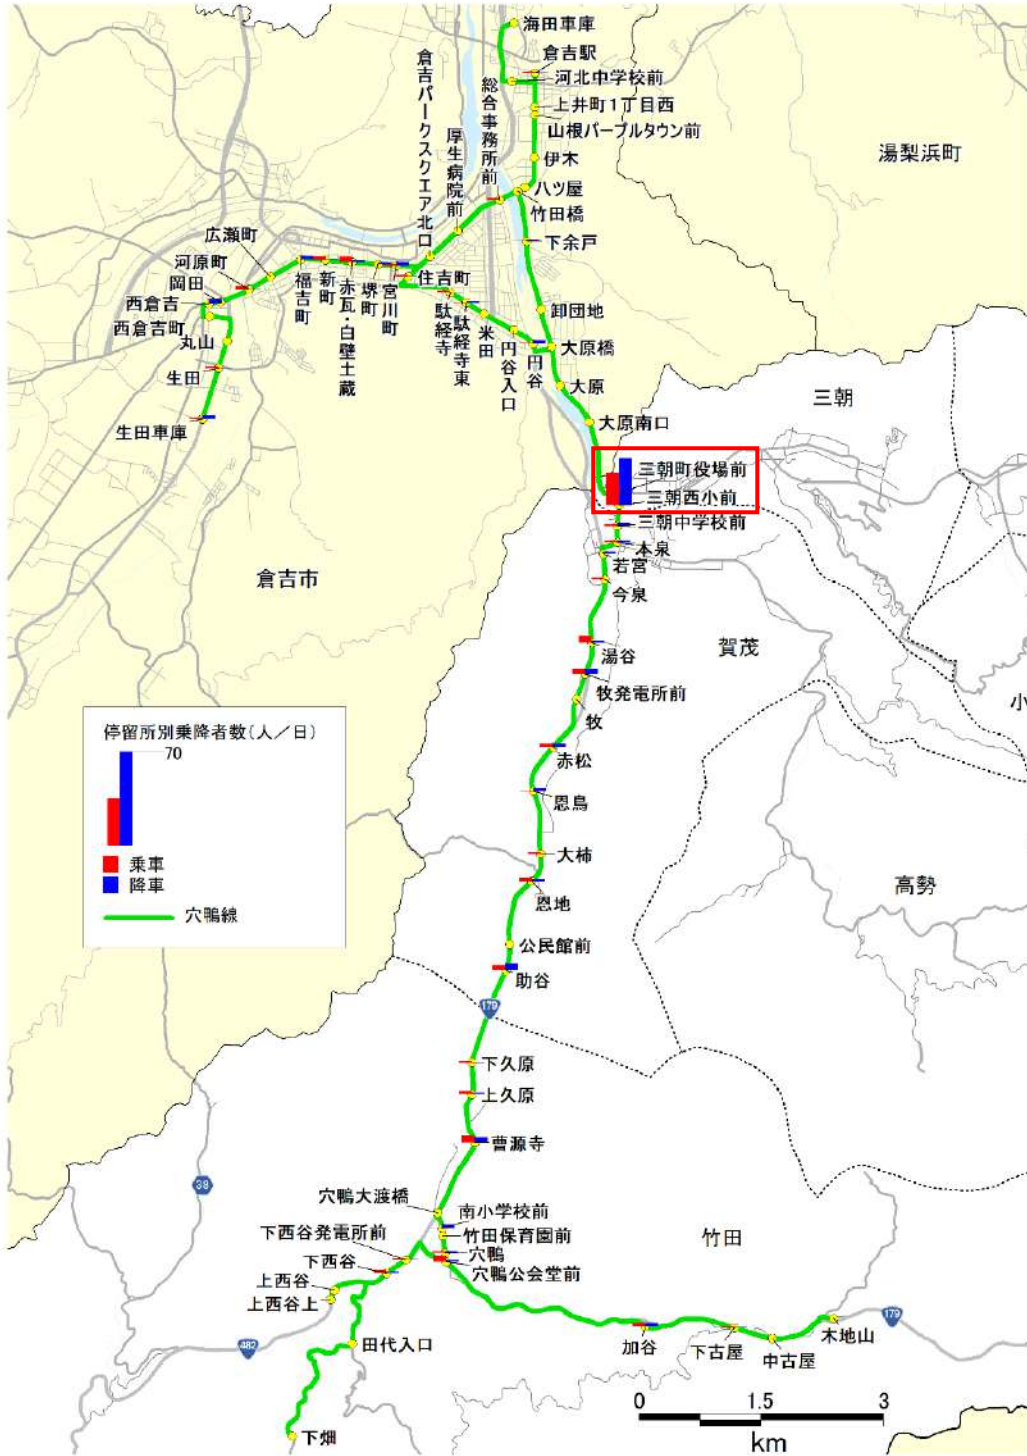 海田車庫
倉吉駅
河北中学校前
上井町1丁目西
山根パープルタウン前
伊木
八ツ屋
竹田橋
下余戸
倉吉パークスクエア北口
総合事務所前
厚生病院前
湯梨浜町
広瀬町
河原町
岡田
西倉吉
西倉吉町
丸山
生田
生田車庫
福吉町
新町
赤瓦・白壁土蔵
堺町
宮川町
住吉町
駄経寺
駄経寺東
米田
円谷入口
円谷
卸団地
大原橋
大原
大原南口
三朝
三朝町役場前
三朝西小前
三朝中学校前
本泉
若宮
今泉
倉吉市
賀茂
湯谷
牧発電所前
牧
小
赤松
恩鳥
大柿
恩地
高勢
公民館前
助谷
179
停留所別乗降者数(人/日)
70
乗車
降車
穴鴨線
下久原
上久原
曹源寺
38
穴鴨大渡橋
南小学校前
竹田保育園前
下西谷発電所前
穴鴨
穴鴨公会堂前
下西谷
上西谷
上西谷上
竹田
482
田代入口
下畑
加谷
下古屋
中古屋
木地山
179
0 1.5 3
km